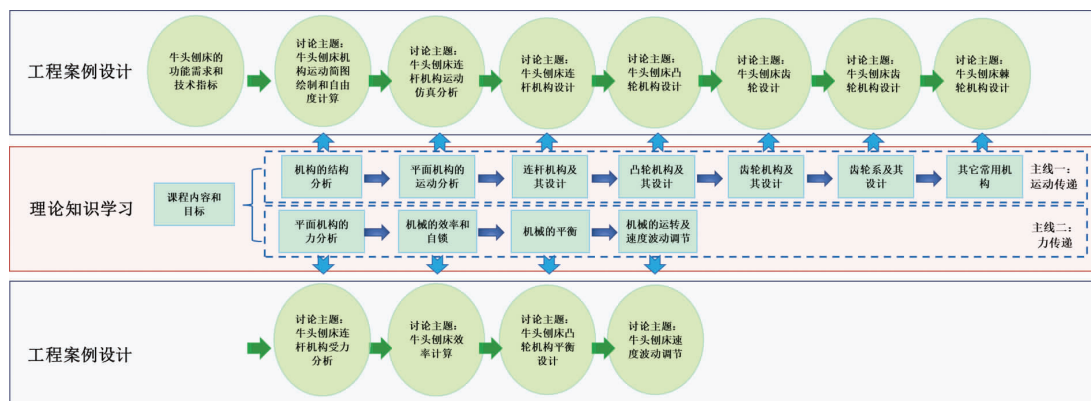 工程案例设计
牛头刨床的
功能需求和
技术指标
讨论主题：
牛头刨床机
构运动简图
绘制和自由
度计算
讨论主题：
牛头刨床连
杆机构运动
仿真分析
讨论主题：
牛头刨床连
杆机构设计
讨论主题：
牛头刨床凸
轮机构设计
讨论主题：
牛头刨床齿
轮设计
讨论主题：
牛头刨床齿
轮机构设计
讨论主题：
牛头刨床棘
轮机构设计
理论知识学习
课程内容和
目标
机构的结构
分析
平面机构的
运动分析
连杆机构及
其设计
凸轮机构及
其设计
齿轮机构及
其设计
齿轮系及其
设计
其它常用机
构
主线一：
运动传递
平面机构的
力分析
机械的效率和
自锁
机械的平衡
机械的运转及
速度波动调节
主线二：
力传递
工程案例设计
讨论主题：
牛头刨床连
杆机构受力
分析
讨论主题：
牛头刨床效
率计算
讨论主题：
牛头刨床凸
轮机构平衡
设计
讨论主题：
牛头刨床速
度波动调节